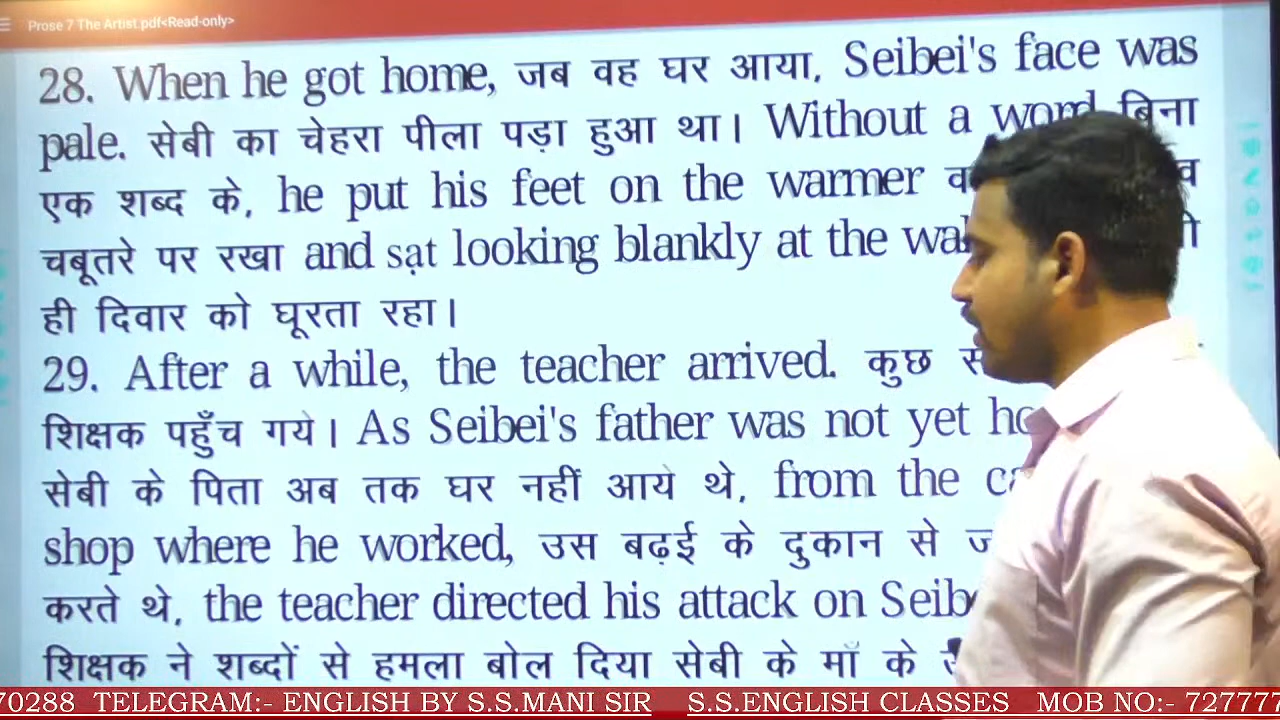 Prose 7 The Artist.pdf<Read-only>
28. When he got home, जब वह घर आया, Seibei's face was
pale. सेबी का चेहरा पीला पड़ा हुआ था। Without a word बिना
एक शब्द के, he put his feet on the warmer
चबूतरे पर रखा and sat looking blankly at the
ही दिवार को घूरता रहा।
29. After a while, the teacher arrived. कुछ
शिक्षक पहुँच गये। As Seibei's father was not yet
सेबी के पिता अब तक घर नहीं आये थे, from the
shop where he worked, उस बढ़ई के दुकान से
करते थे, the teacher directed his attack on
शिक्षक ने शब्दों से हमला बोल दिया सेबी के माँ के
70288 TELEGRAM:- ENGLISH BY S.S.MANI SIR S.S.ENGLISH CLASSES MOB NO:- 727777